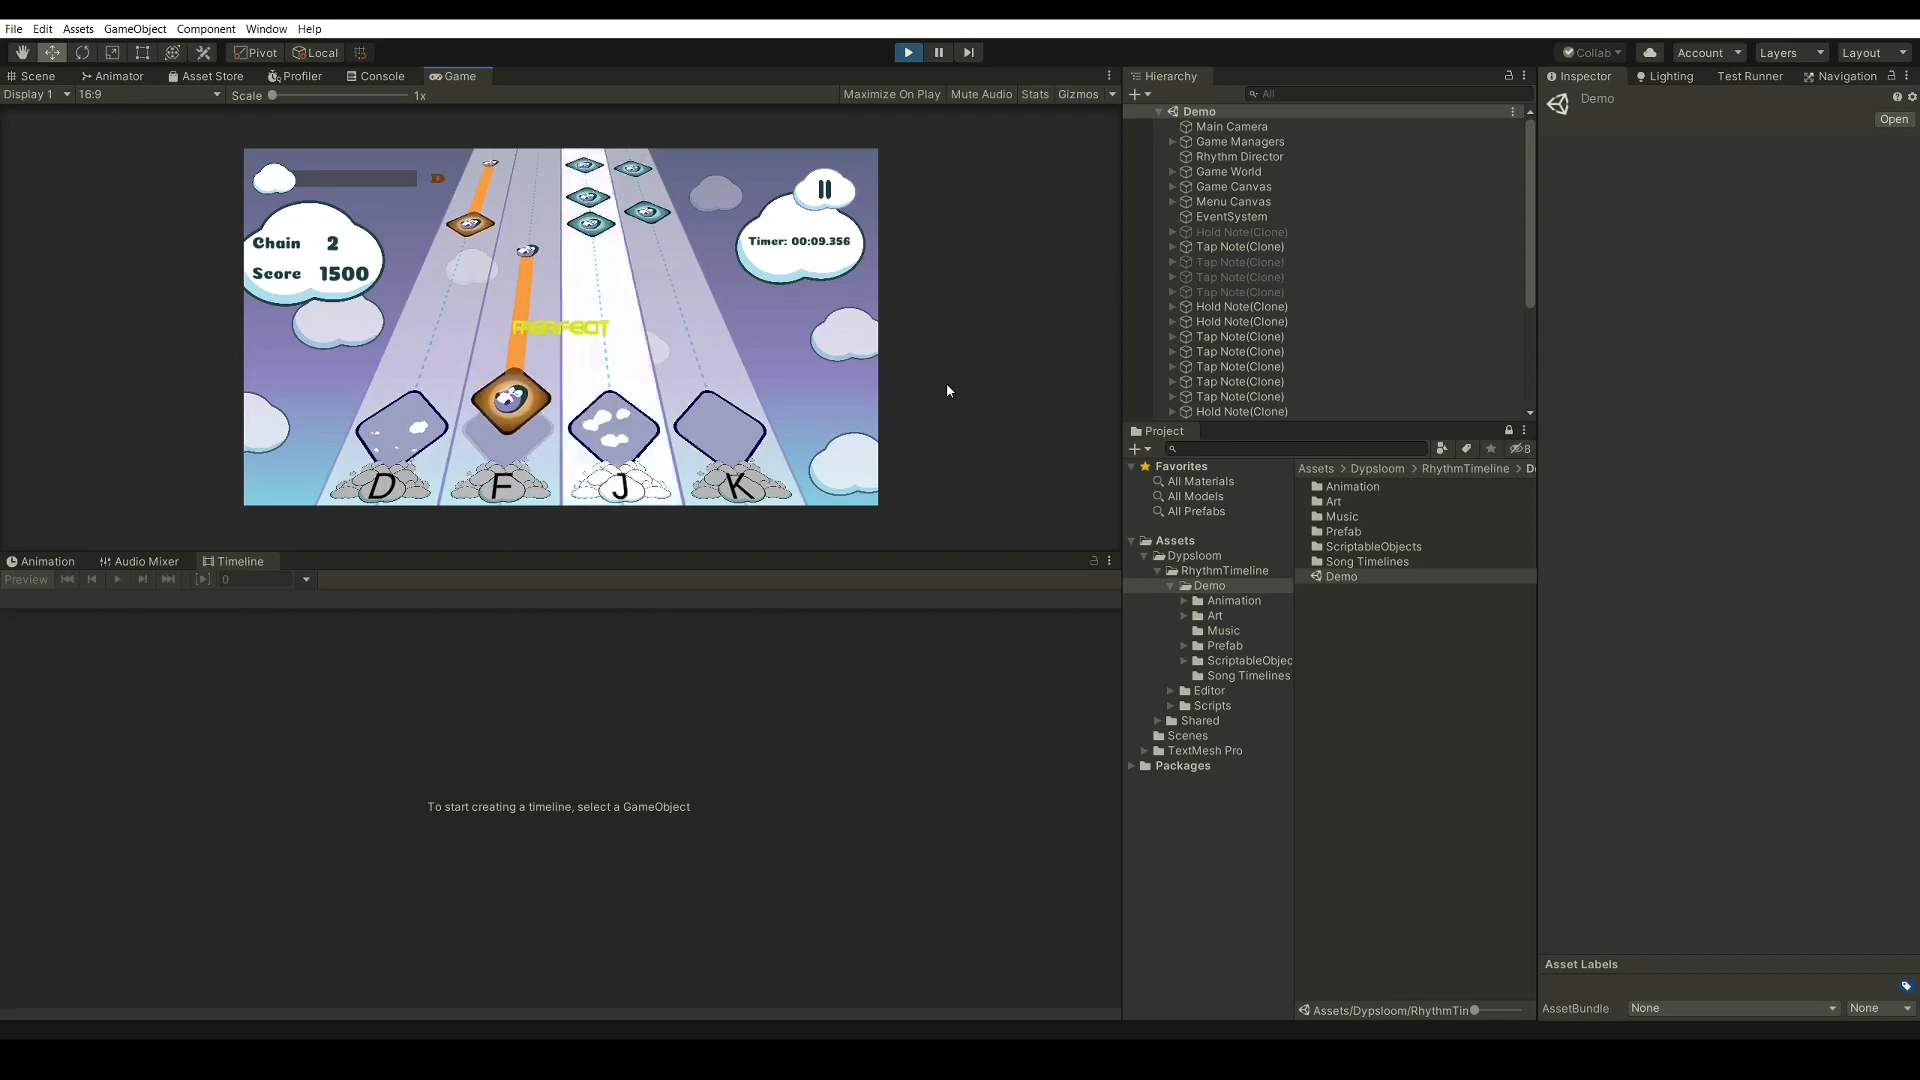 File Edit Assets GameObject Component Window Help
Pivot Local Collab Account Layers Layout
Scene Animator Asset Store Profiler Console Game
Display 1 16:9 Scale 1x Maximize On Play Mute Audio Stats Gizmos
D
Chain 2
Score 1500
Timer: 00:09.356
PERFECT
D F J K
Animation Audio Mixer Timeline
Preview 0
To start creating a timeline, select a GameObject
Hierarchy
All
Demo
Main Camera
Game Managers
Rhythm Director
Game World
Game Canvas
Menu Canvas
EventSystem
Hold Note(Clone)
Tap Note(Clone)
Tap Note(Clone)
Tap Note(Clone)
Tap Note(Clone)
Hold Note(Clone)
Hold Note(Clone)
Tap Note(Clone)
Tap Note(Clone)
Tap Note(Clone)
Tap Note(Clone)
Tap Note(Clone)
Hold Note(Clone)
Project
8
Favorites
All Materials
All Models
All Prefabs
Assets
Dypsloom
RhythmTimeline
Demo
Animation
Art
Music
Prefab
ScriptableObjec
Song Timelines
Editor
Scripts
Shared
Scenes
TextMesh Pro
Packages
Assets > Dypsloom > RhythmTimeline > D
Animation
Art
Music
Prefab
ScriptableObjects
Song Timelines
Demo
Assets/Dypsloom/RhythmTin
Inspector Lighting Test Runner Navigation
Demo
Open
Asset Labels
AssetBundle None None